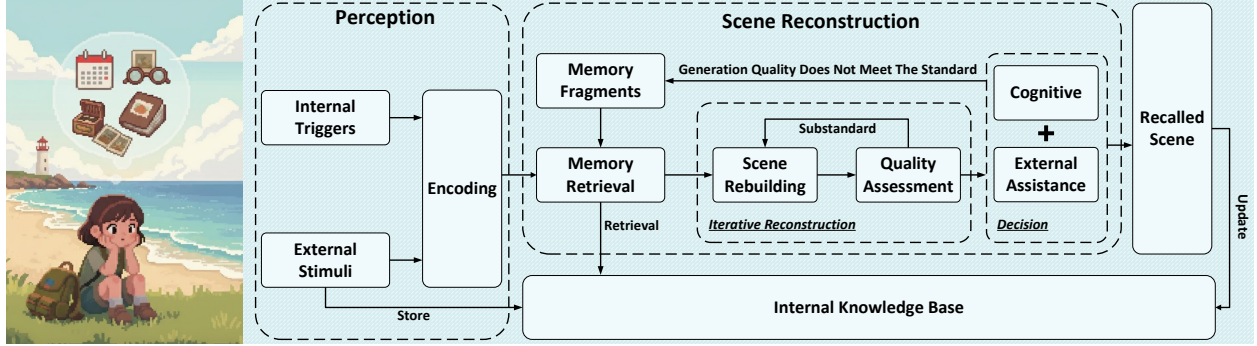 Perception
Internal
Triggers
External
Stimuli
Encoding
Store
Scene Reconstruction
Memory
Fragments
Generation Quality Does Not Meet The Standard
Memory
Retrieval
Retrieval
Substandard
Scene
Rebuilding
Quality
Assessment
Iterative Reconstruction
Cognitive
+
External
Assistance
Decision
Recalled
Scene
Update
Internal Knowledge Base